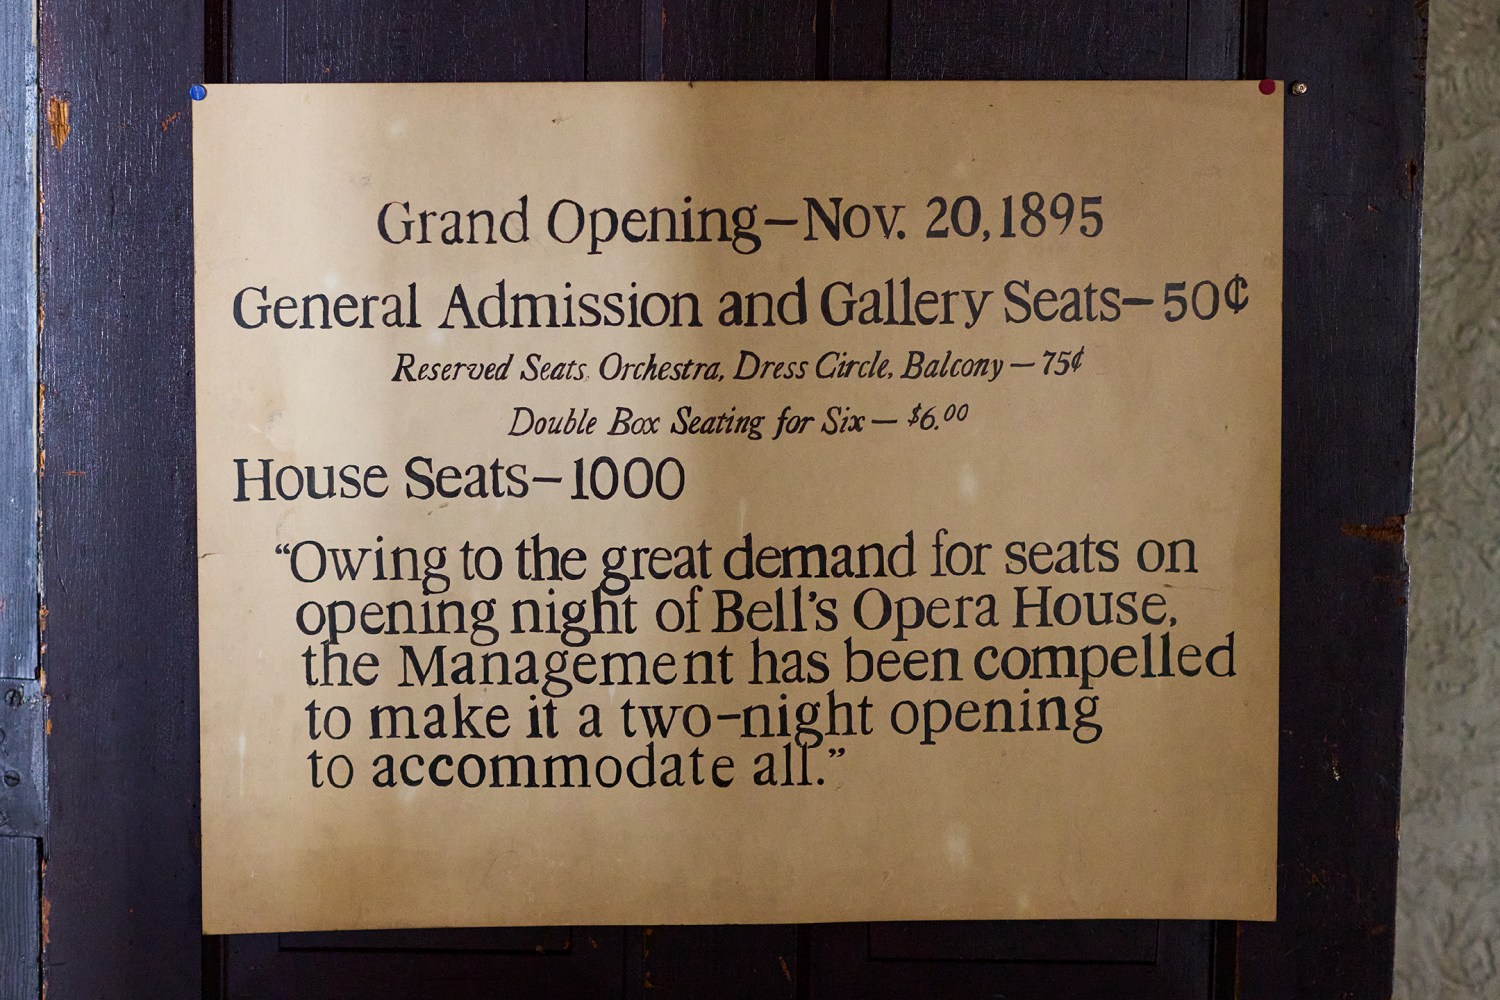 Grand Opening—Nov. 20, 1895
General Admission and Gallery Seats—50¢
Reserved Seats, Orchestra, Dress Circle, Balcony — 75¢
Double Box Seating for Six — $6.00
House Seats—1000
“Owing to the great demand for seats on
opening night of Bell's Opera House,
the Management has been compelled
to make it a two-night opening
to accommodate all.”